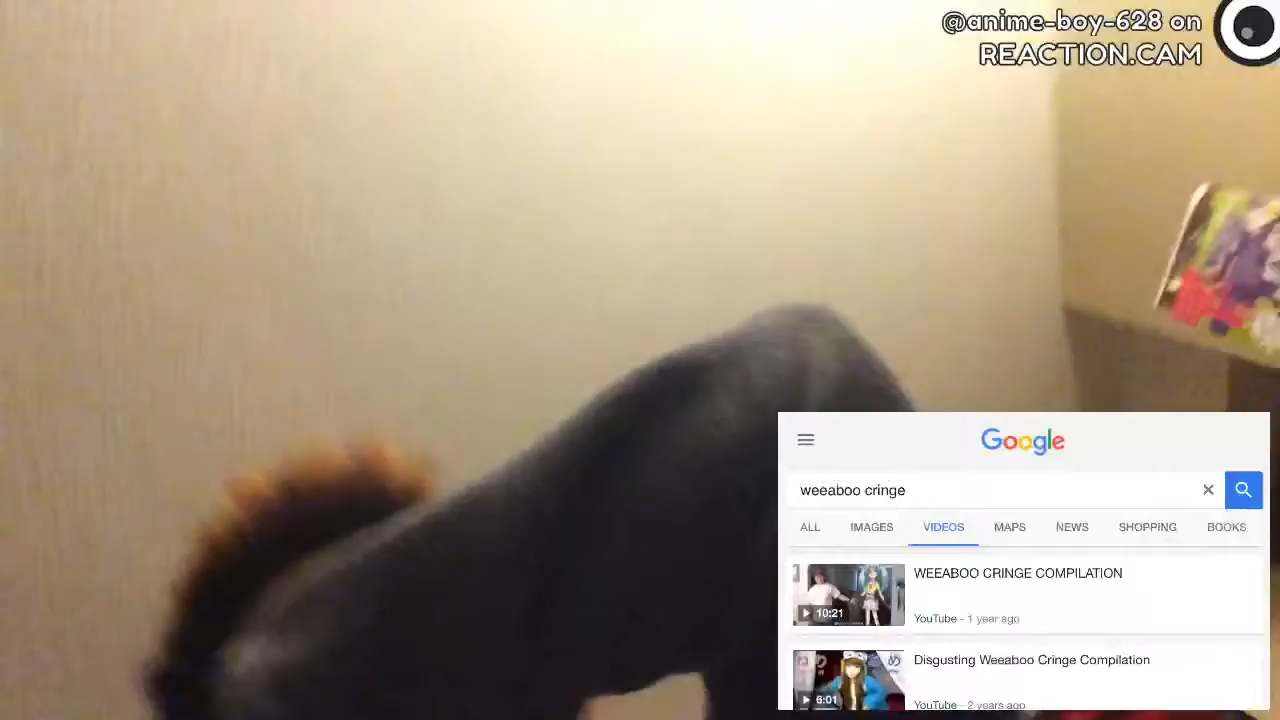 @anime-boy-628 on
REACTION.CAM
Google
weeaboo cringe
ALL IMAGES VIDEOS MAPS NEWS SHOPPING BOOKS
WEEABOO CRINGE COMPILATION
10:21
YouTube - 1 year ago
Disgusting Weeaboo Cringe Compilation
6:01
YouTube - 2 years ago